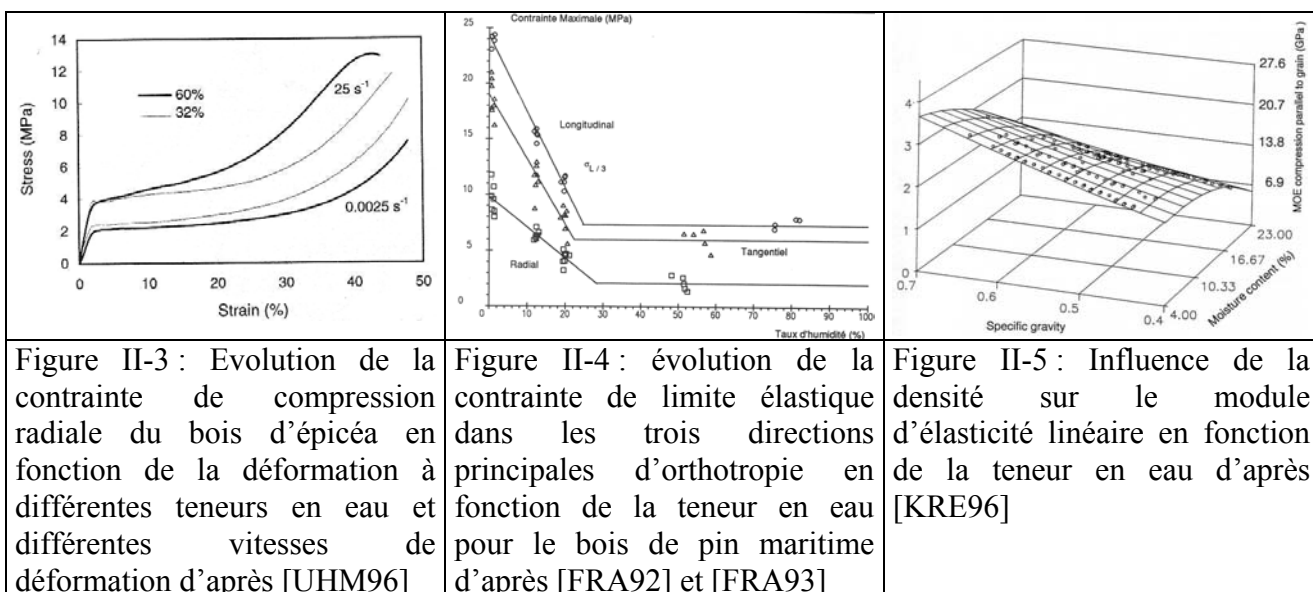 14
12
10
8
6
4
2
0
Stress (MPa)
60%
32%
25 s⁻¹
0.0025 s⁻¹
0 10 20 30 40 50
Strain (%)
Contrainte Maximale (MPa)
25
20
15
10
5
0
Longitudinal
σL / 3
Tangentiel
Radial
0 10 20 30 40 50 60 70 80 90 100
Taux d'humidité (%)
4
3
2
1
0
0.7 0.6 0.5 0.4
Specific gravity
4.00
10.33
16.67
23.00
Moisture content (%)
27.6
20.7
13.8
6.9
MOE compression parallel to grain (GPa)
Figure II-3 : Evolution de la
contrainte de compression
radiale du bois d'épicéa en
fonction de la déformation à
différentes teneurs en eau et
différentes vitesses de
déformation d'après [UHM96]
Figure II-4 : évolution de la
contrainte de limite élastique
dans les trois directions
principales d'orthotropie en
fonction de la teneur en eau
pour le bois de pin maritime
d'après [FRA92] et [FRA93]
Figure II-5 : Influence de la
densité sur le module
d'élasticité linéaire en fonction
de la teneur en eau d'après
[KRE96]